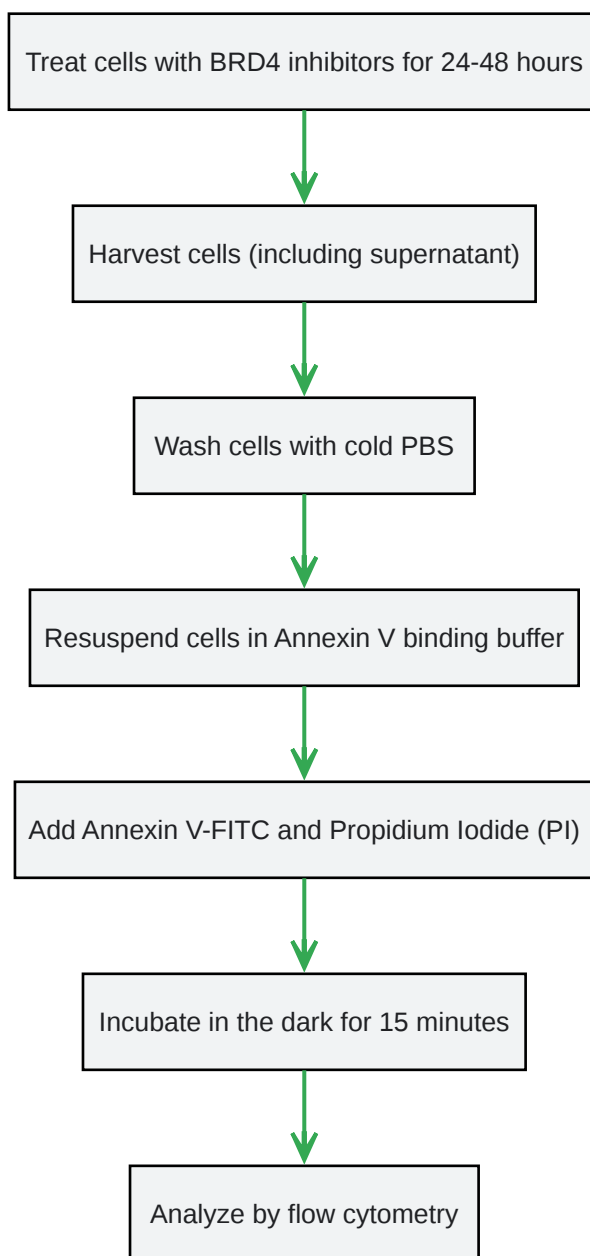 Treat cells with BRD4 inhibitors for 24-48 hours
Harvest cells (including supernatant)
Wash cells with cold PBS
Resuspend cells in Annexin V binding buffer
Add Annexin V-FITC and Propidium Iodide (PI)
Incubate in the dark for 15 minutes
Analyze by flow cytometry